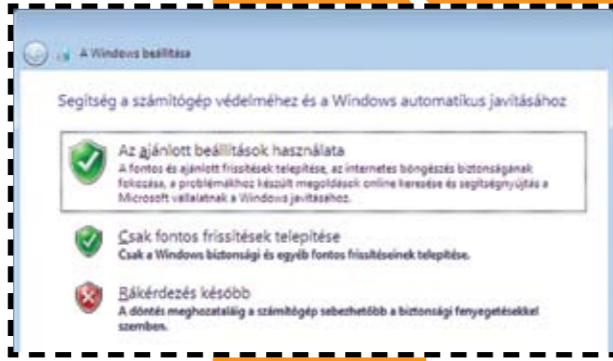 A Windows beállítása
Segítség a számítógép védelméhez és a Windows automatikus javításához
Az ajánlott beállítások használata
A fontos és ajánlott frissítések telepítése, az internetes böngészés biztonságának
fokozása, a problémákhoz készült megoldások online keresése és segítségnyújtás a
Microsoft vállalatnak a Windows javításához.
Csak fontos frissítések telepítése
Csak a Windows biztonsági és egyéb fontos frissítéseinek telepítése.
Rákérdezés később
A döntés meghozataláig a számítógép sebezhetőbb a biztonsági fenyegetésekkel
szemben.